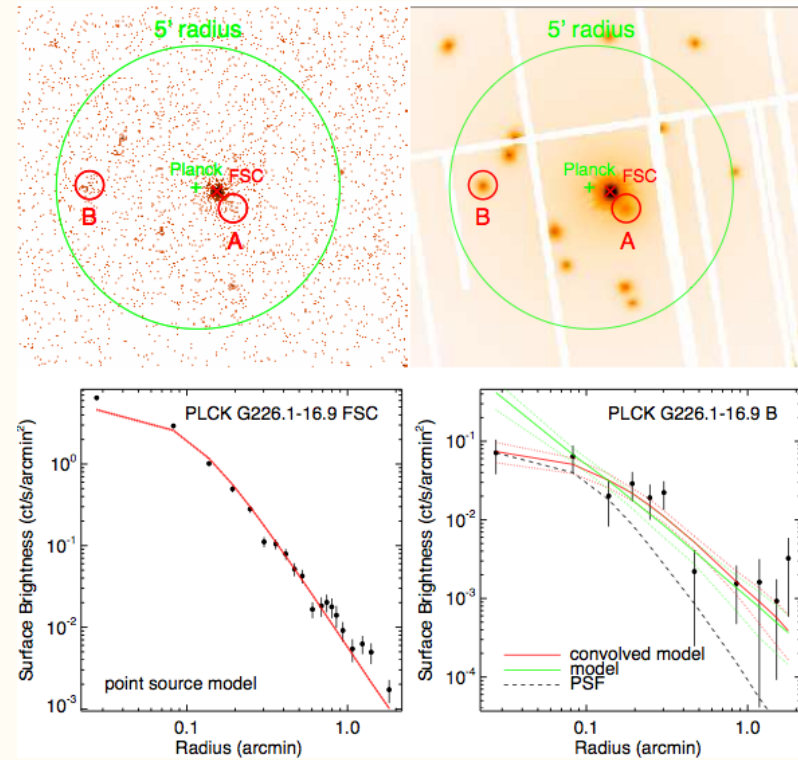 5' radius
Planck
FSC
B
A
5' radius
Planck
FSC
B
A
PLCK G226.1-16.9 FSC
Surface Brightness (ct/s/arcmin²)
10⁰
10⁻¹
10⁻²
10⁻³
point source model
0.1
1.0
Radius (arcmin)
PLCK G226.1-16.9 B
Surface Brightness (ct/s/arcmin²)
10⁻¹
10⁻²
10⁻³
10⁻⁴
convolved model
model
PSF
0.1
1.0
Radius (arcmin)